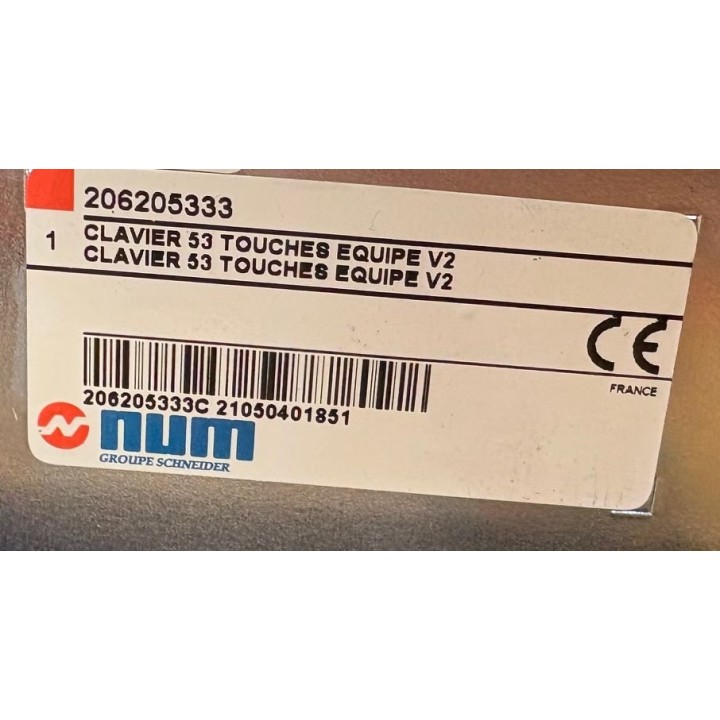 206205333
1
CLAVIER 53 TOUCHES EQUIPE V2
CLAVIER 53 TOUCHES EQUIPE V2
CE
FRANCE
206205333C 21050401851
num
GROUPE SCHNEIDER